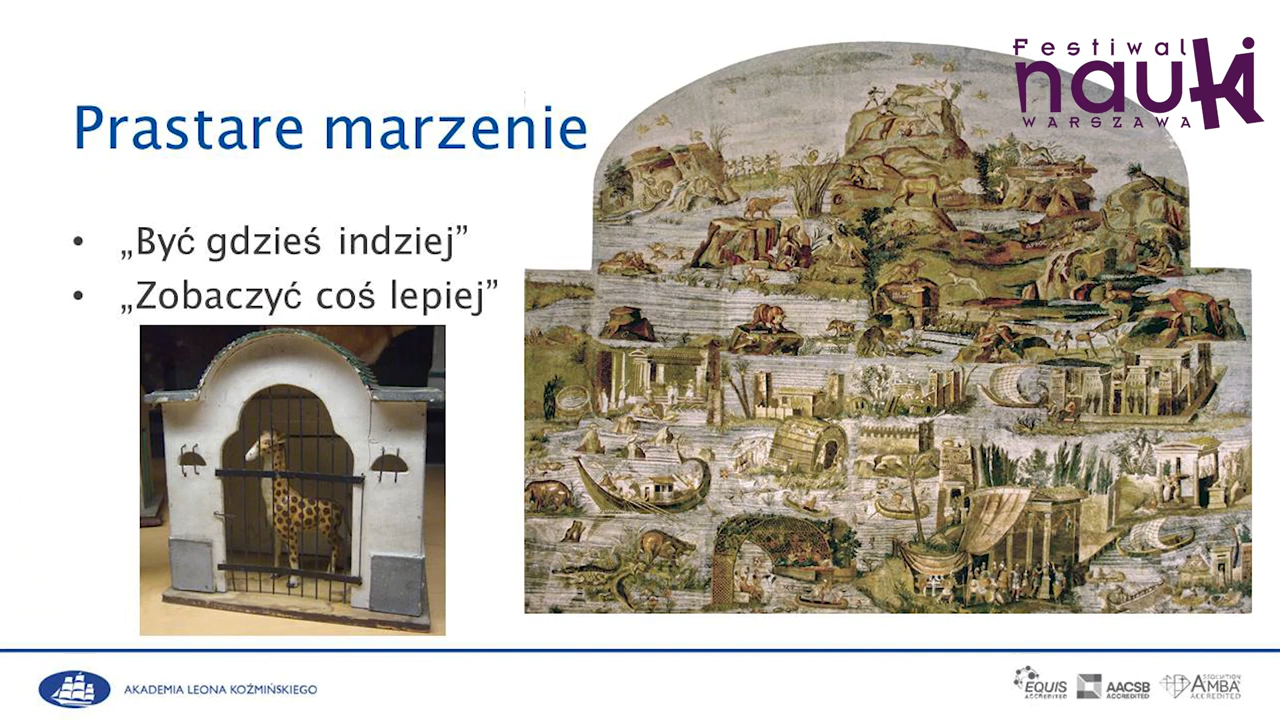 Festiwal
nauki
WARSZAWA
Prastare marzenie
• „Być gdzieś indziej”
• „Zobaczyć coś lepiej”
AKADEMIA LEONA KOŹMIŃSKIEGO
EQUIS
ACCREDITED
AACSB
ACCREDITED
ASSOCIATION
AMBA
ACCREDITED